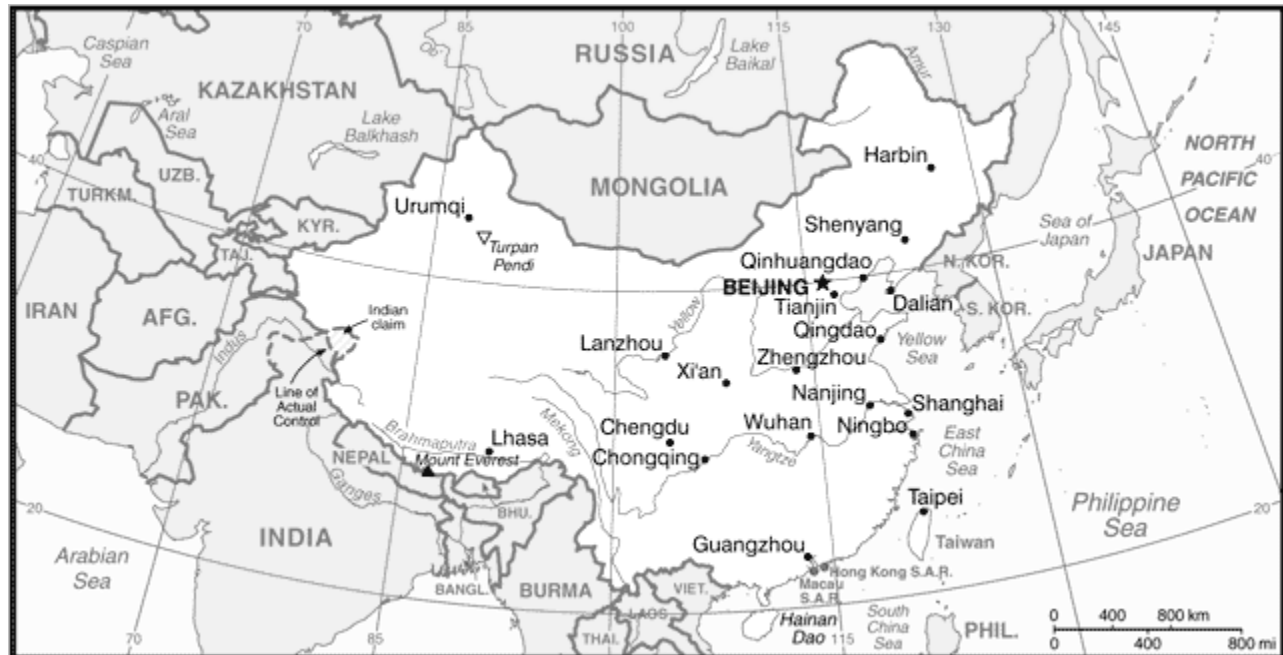 70
85
100
115
130
145
Caspian
Sea
Ob'
RUSSIA
Lake
Baikal
Amur
KAZAKHSTAN
Aral
Sea
Lake
Balkhash
Harbin
NORTH
PACIFIC
OCEAN
40
40
UZB.
MONGOLIA
TURKM.
Urumqi
KYR.
Shenyang
Sea of
Japan
Turpan
Pendi
JAPAN
TAJ.
Qinhuangdao
N. KOR.
BEIJING
Tianjin
Dalian
S. KOR.
IRAN
AFG.
Indian
claim
Yellow
Qingdao
Yellow
Sea
Indus
Lanzhou
Zhengzhou
Xi'an
Line of
Actual
Control
PAK.
Nanjing
Shanghai
Mekong
Chengdu
Wuhan
Ningbo
East
China
Sea
Brahmaputra
Lhasa
NEPAL
Mount Everest
Chongqing
Yangtze
Ganges
BHU.
Taipei
Philippine
Sea
20
20
INDIA
Guangzhou
Taiwan
Arabian
Sea
BANGL.
BURMA
VIET.
Hong Kong S.A.R.
Macau
S.A.R.
LAOS
Hainan
Dao
South
China
Sea
PHIL.
0 400 800 km
0 400 800 mi
70
85
THAI.
115